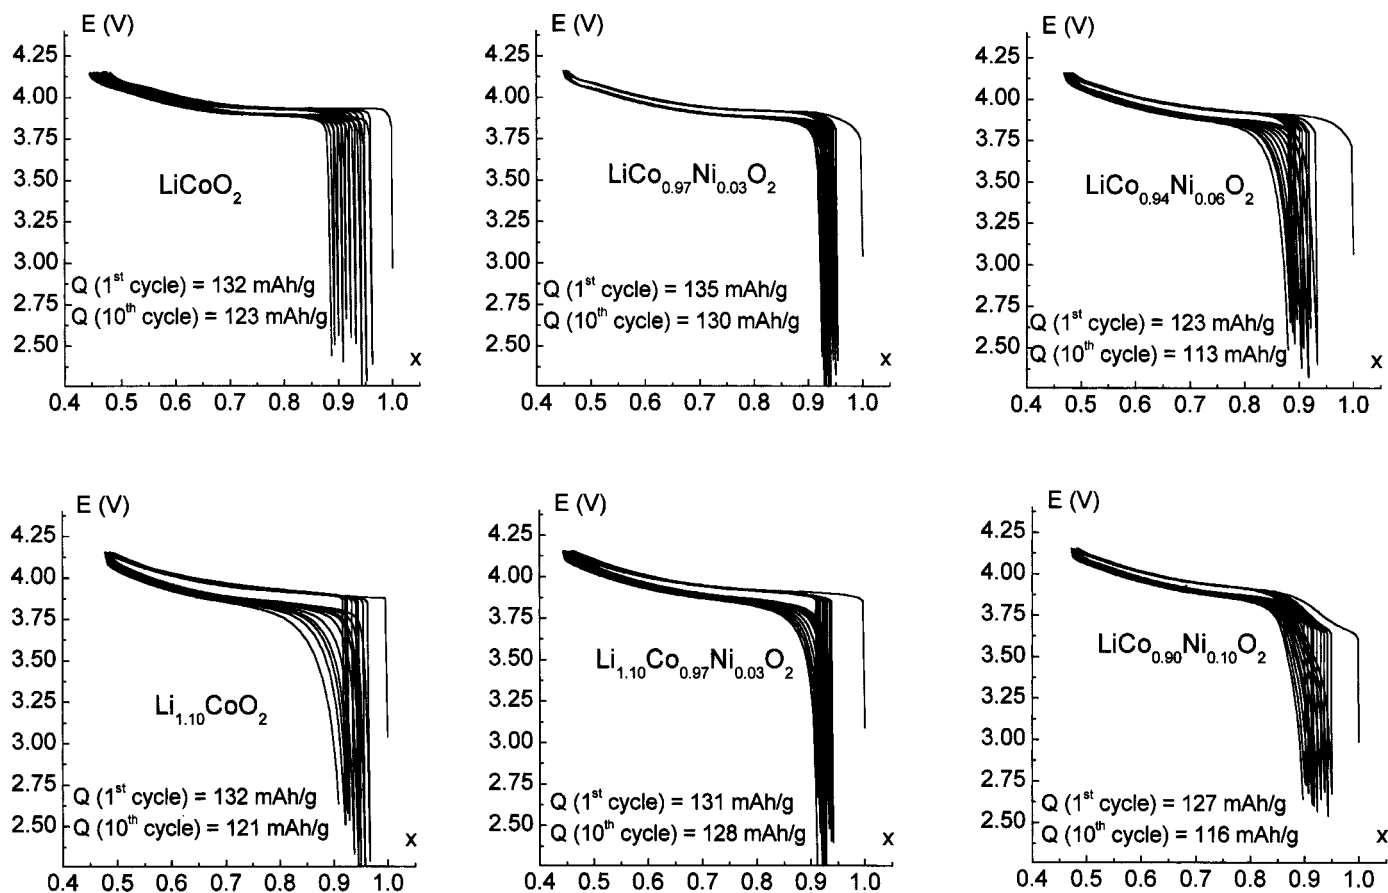 E (V)
4.25
4.00
3.75
3.50
3.25
3.00
2.75
2.50
LiCoO₂
Q (1ˢᵗ cycle) = 132 mAh/g
Q (10ᵗʰ cycle) = 123 mAh/g
x
0.4 0.5 0.6 0.7 0.8 0.9 1.0
E (V)
4.25
4.00
3.75
3.50
3.25
3.00
2.75
2.50
LiCo₀.₉₇Ni₀.₀₃O₂
Q (1ˢᵗ cycle) = 135 mAh/g
Q (10ᵗʰ cycle) = 130 mAh/g
x
0.4 0.5 0.6 0.7 0.8 0.9 1.0
E (V)
4.25
4.00
3.75
3.50
3.25
3.00
2.75
2.50
LiCo₀.₉₄Ni₀.₀₆O₂
Q (1ˢᵗ cycle) = 123 mAh/g
Q (10ᵗʰ cycle) = 113 mAh/g
x
0.4 0.5 0.6 0.7 0.8 0.9 1.0
E (V)
4.25
4.00
3.75
3.50
3.25
3.00
2.75
2.50
Li₁.₁₀CoO₂
Q (1ˢᵗ cycle) = 132 mAh/g
Q (10ᵗʰ cycle) = 121 mAh/g
x
0.4 0.5 0.6 0.7 0.8 0.9 1.0
E (V)
4.25
4.00
3.75
3.50
3.25
3.00
2.75
2.50
Li₁.₁₀Co₀.₉₇Ni₀.₀₃O₂
Q (1ˢᵗ cycle) = 131 mAh/g
Q (10ᵗʰ cycle) = 128 mAh/g
x
0.4 0.5 0.6 0.7 0.8 0.9 1.0
E (V)
4.25
4.00
3.75
3.50
3.25
3.00
2.75
2.50
LiCo₀.₉₀Ni₀.₁₀O₂
Q (1ˢᵗ cycle) = 127 mAh/g
Q (10ᵗʰ cycle) = 116 mAh/g
x
0.4 0.5 0.6 0.7 0.8 0.9 1.0